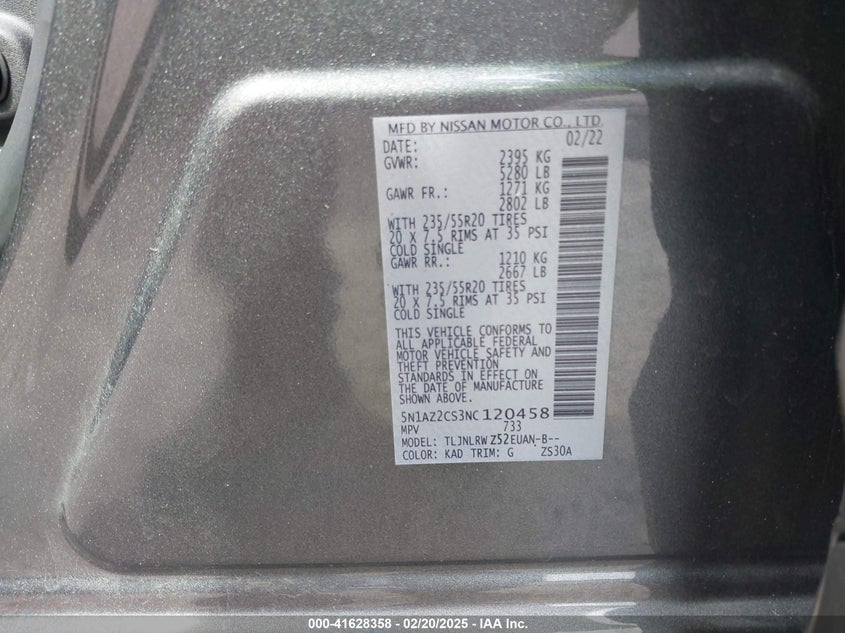 MFD BY NISSAN MOTOR CO., LTD.
DATE: 02/22
GVWR: 2395 KG
5280 LB
GAWR FR.: 1271 KG
2802 LB
WITH 235/55R20 TIRES
20 X 7.5 RIMS AT 35 PSI
COLD SINGLE
GAWR RR.: 1210 KG
2667 LB
WITH 235/55R20 TIRES
20 X 7.5 RIMS AT 35 PSI
COLD SINGLE
THIS VEHICLE CONFORMS TO
ALL APPLICABLE FEDERAL
MOTOR VEHICLE SAFETY AND
THEFT PREVENTION
STANDARDS IN EFFECT ON
THE DATE OF MANUFACTURE
SHOWN ABOVE.
5N1AZ2CS3NC120458
MPV 733
MODEL: TLJNLRWZ52EUAN-B--
COLOR: KAD TRIM: G ZS30A
000-41628358 - 02/20/2025 - IAA Inc.